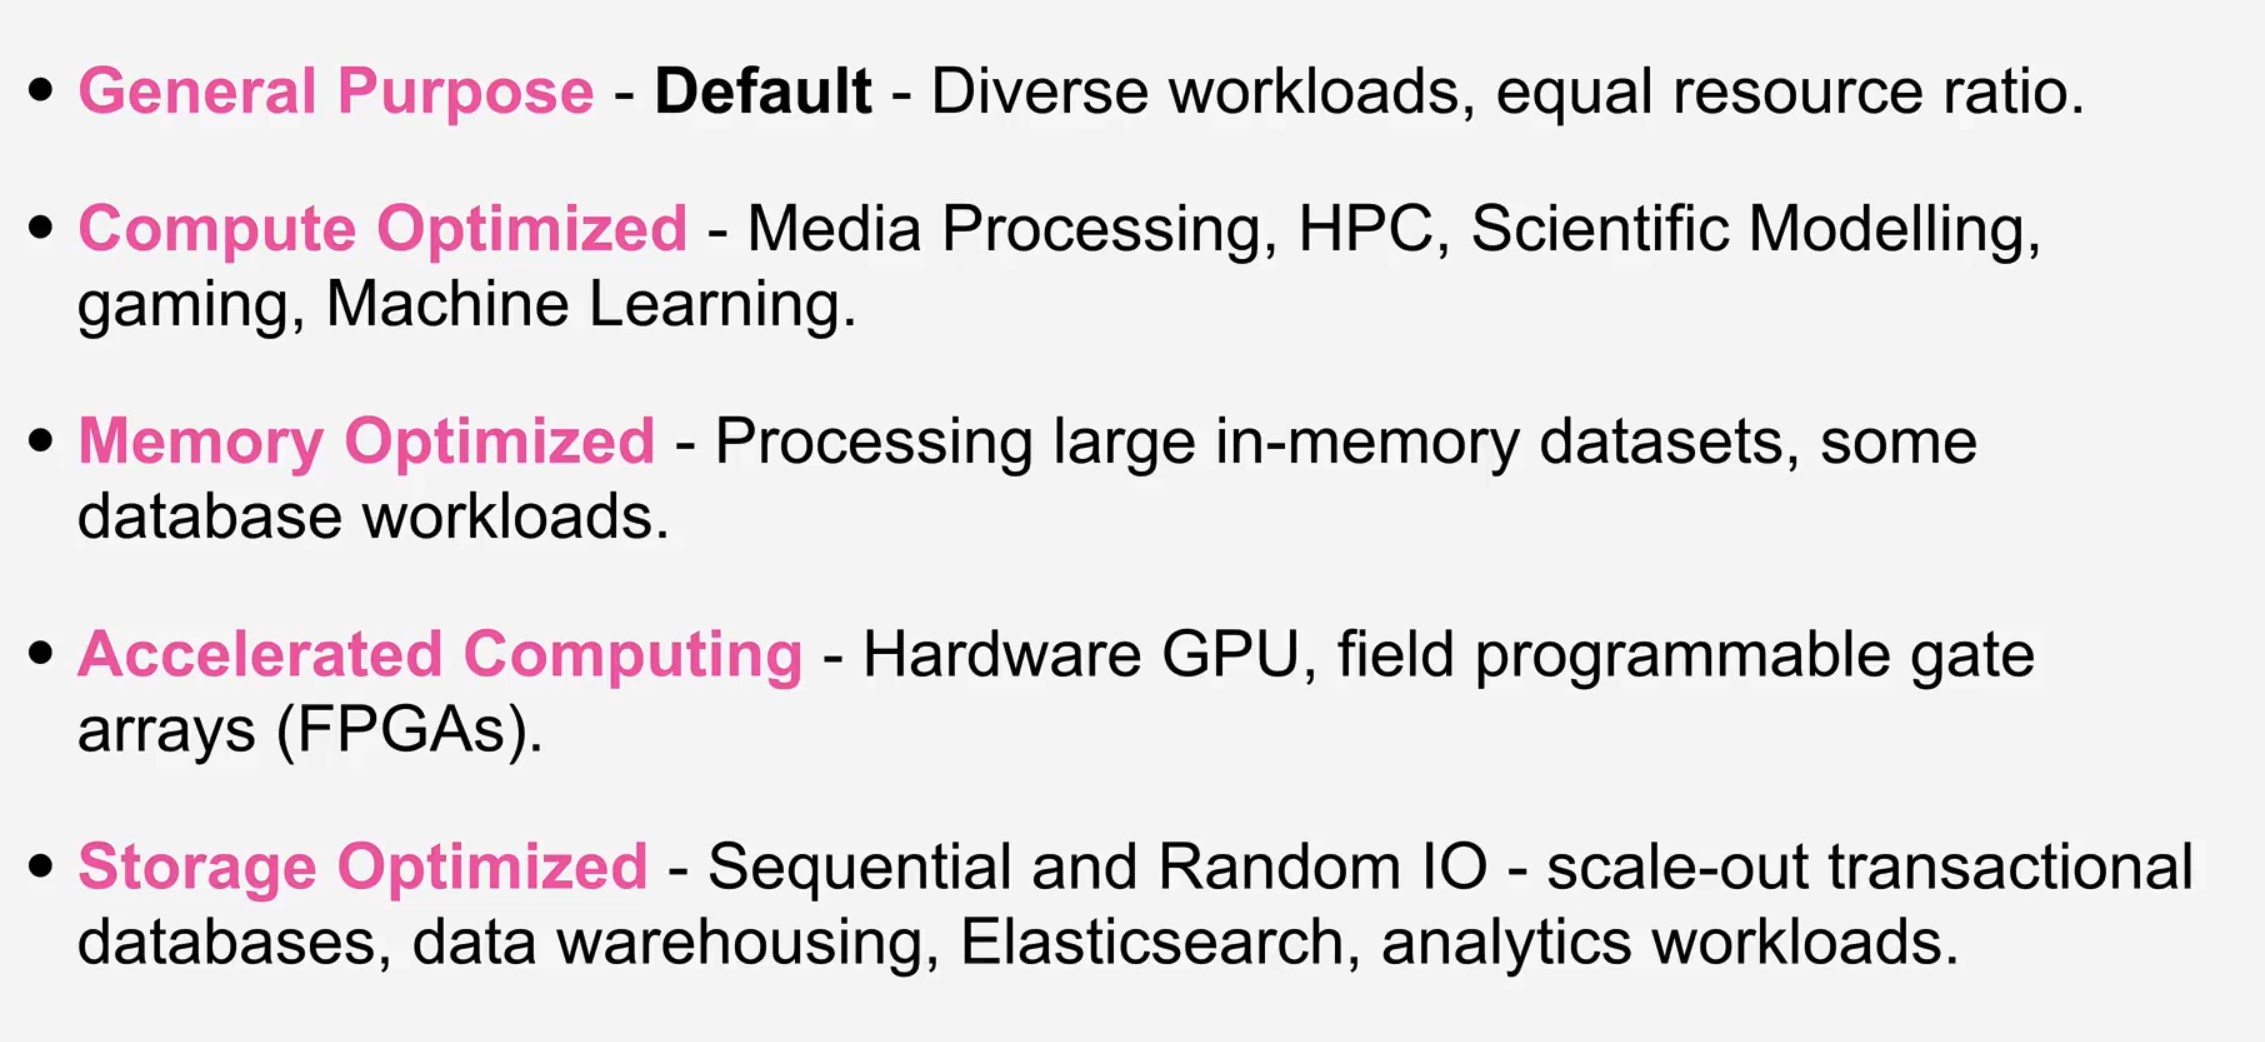 • General Purpose - Default - Diverse workloads, equal resource ratio.
• Compute Optimized - Media Processing, HPC, Scientific Modelling,
gaming, Machine Learning.
• Memory Optimized - Processing large in-memory datasets, some
database workloads.
• Accelerated Computing - Hardware GPU, field programmable gate
arrays (FPGAs).
• Storage Optimized - Sequential and Random IO - scale-out transactional
databases, data warehousing, Elasticsearch, analytics workloads.